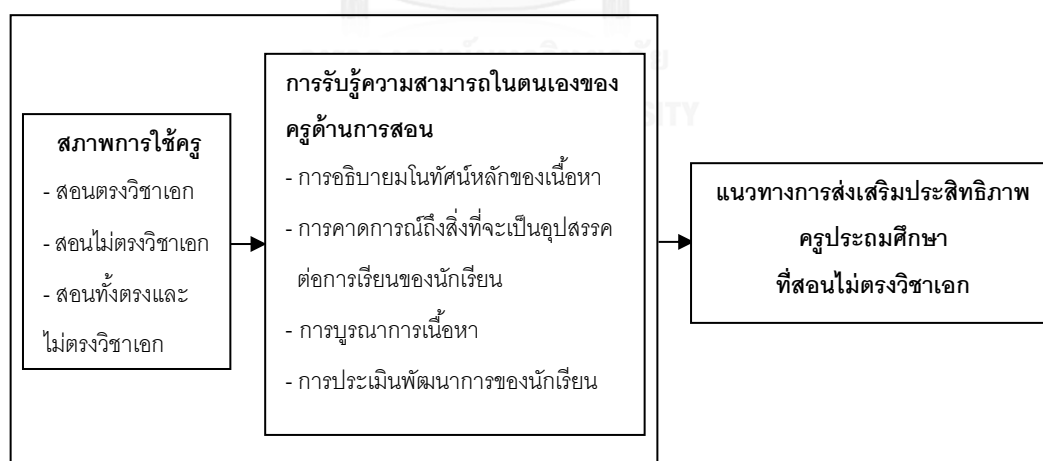 สภาพการใช้ครู
- สอนตรงวิชาเอก
- สอนไม่ตรงวิชาเอก
- สอนทั้งตรงและ
ไม่ตรงวิชาเอก
การรับรู้ความสามารถในตนเองของ
ครูด้านการสอน
- การอธิบายมโนทัศน์หลักของเนื้อหา
- การคาดการณ์ถึงสิ่งที่จะเป็นอุปสรรค
ต่อการเรียนของนักเรียน
- การบูรณาการเนื้อหา
- การประเมินพัฒนาการของนักเรียน
แนวทางการส่งเสริมประสิทธิภาพ
ครูประถมศึกษา
ที่สอนไม่ตรงวิชาเอก